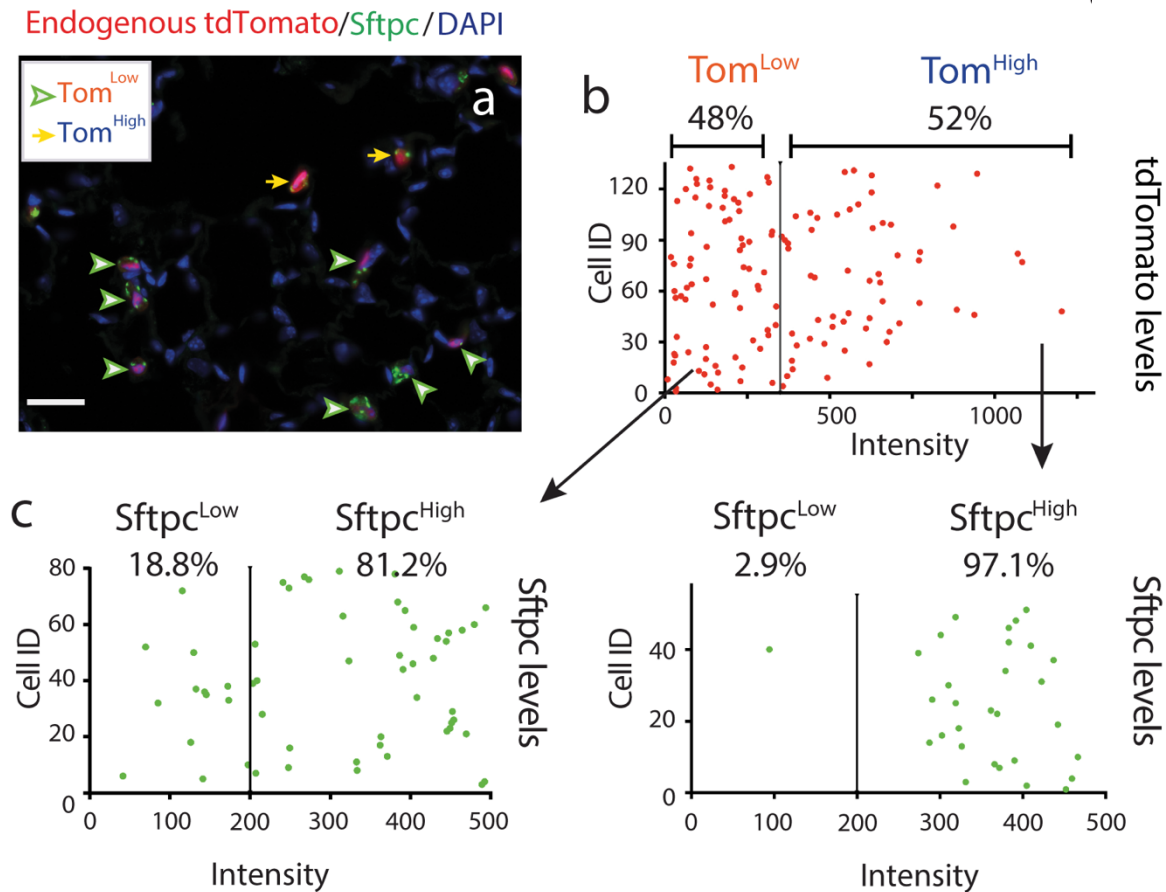 Endogenous tdTomato/Sftpc/DAPI
a
Tom Low
Tom High
b
Tom Low
Tom High
48%
52%
120
90
60
30
0
Cell ID
0
500
1000
Intensity
tdTomato levels
c
Sftpc Low
Sftpc High
18.8%
81.2%
80
60
40
20
0
Cell ID
0
100
200
300
400
500
Intensity
Sftpc levels
Sftpc Low
Sftpc High
2.9%
97.1%
40
20
0
Cell ID
0
100
200
300
400
500
Intensity
Sftpc levels